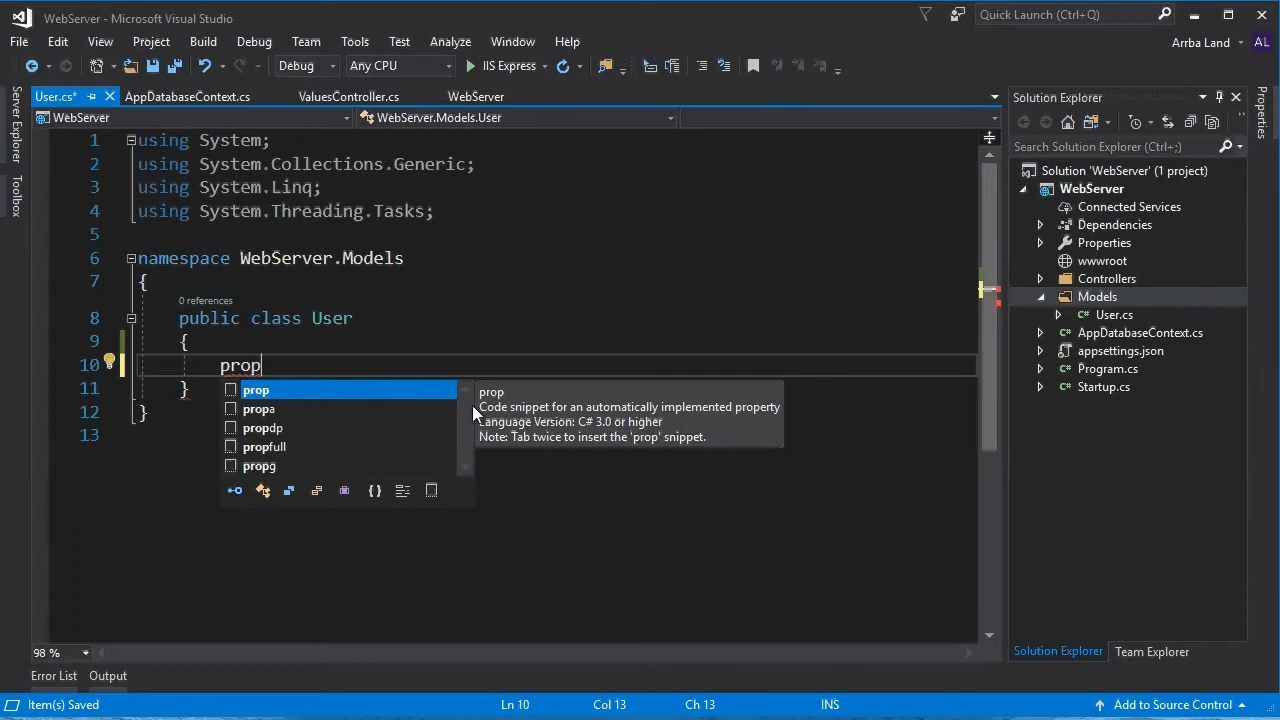 WebServer - Microsoft Visual Studio
Quick Launch (Ctrl+Q)
File Edit View Project Build Debug Team Tools Test Analyze Window Help
Arrba Land AL
Debug Any CPU IIS Express
User.cs* AppDatabaseContext.cs ValuesController.cs WebServer
WebServer WebServer.Models.User
Server Explorer
Toolbox
1 using System;
2 using System.Collections.Generic;
3 using System.Linq;
4 using System.Threading.Tasks;
5
6 namespace WebServer.Models
7 {
0 references
8 public class User
9 {
10 prop
11 }
12 }
13
prop
propa
propdp
propfull
propg
prop
Code snippet for an automatically implemented property
Language Version: C# 3.0 or higher
Note: Tab twice to insert the 'prop' snippet.
98 %
Solution Explorer
Search Solution Explorer (Ctrl+;)
Solution 'WebServer' (1 project)
WebServer
Connected Services
Dependencies
Properties
wwwroot
Controllers
Models
C# User.cs
C# AppDatabaseContext.cs
appsettings.json
C# Program.cs
C# Startup.cs
Solution Explorer Team Explorer
Properties
Error List Output
Item(s) Saved Ln 10 Col 13 Ch 13 INS Add to Source Control